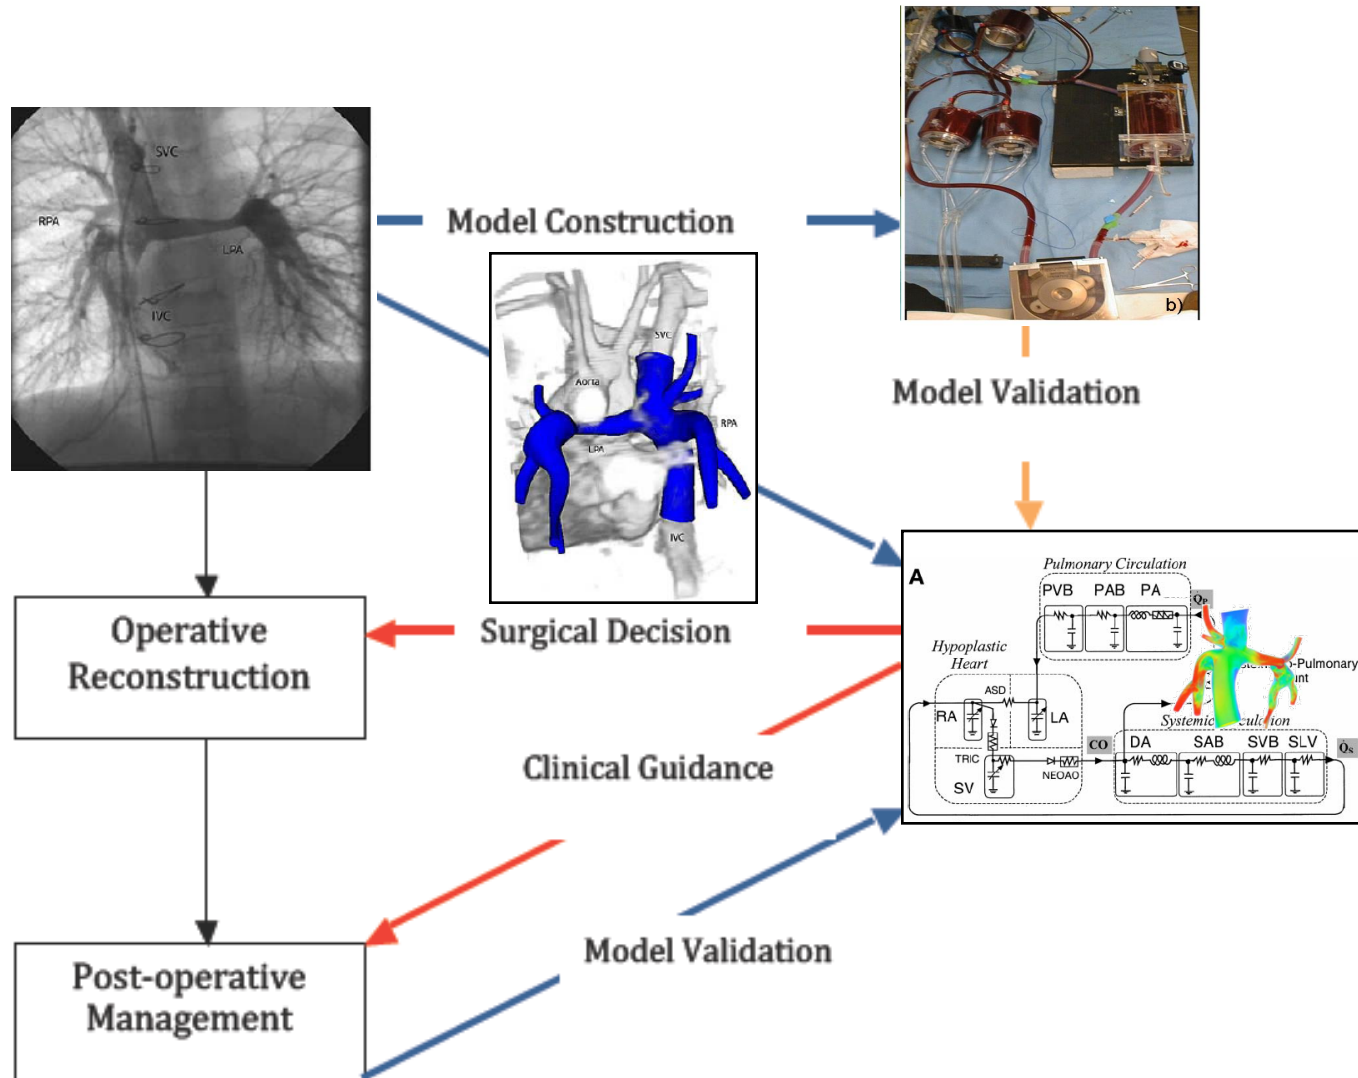 SVC
RPA
LPA
IVC
Model Construction
b)
SVC
Aorta
RPA
LPA
IVC
Model Validation
A
Pulmonary Circulation
PVB PAB PA
QP
Hypoplastic
Heart
ASD
RA
LA
o-Pulmonary
Systemic
CO
DA SAB SVB SLV
QS
TRIC
NEOAO
SV
Operative
Reconstruction
Surgical Decision
Clinical Guidance
Post-operative
Management
Model Validation